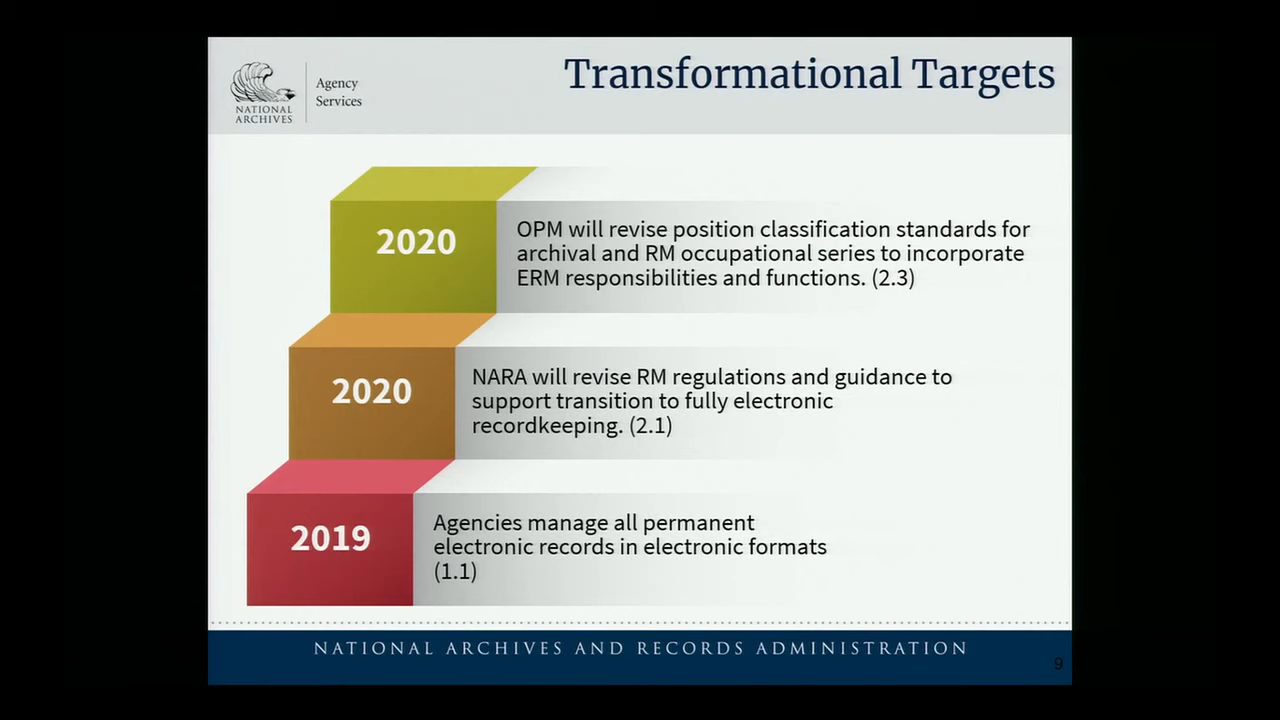 NATIONAL
ARCHIVES
Agency
Services
Transformational Targets
2020
OPM will revise position classification standards for
archival and RM occupational series to incorporate
ERM responsibilities and functions. (2.3)
2020
NARA will revise RM regulations and guidance to
support transition to fully electronic
recordkeeping. (2.1)
2019
Agencies manage all permanent
electronic records in electronic formats
(1.1)
NATIONAL ARCHIVES AND RECORDS ADMINISTRATION
9